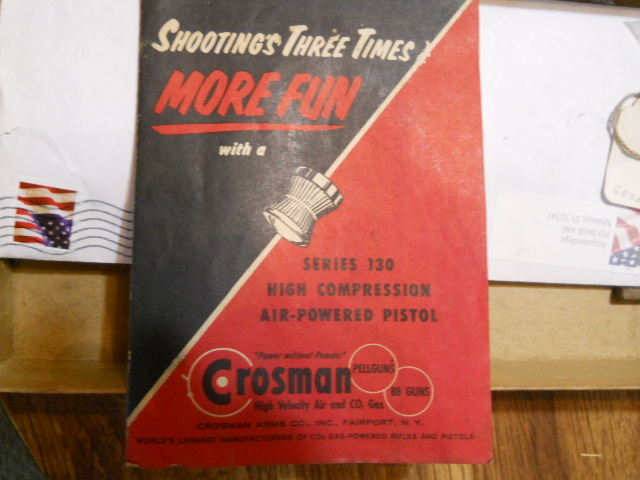 SHOOTING'S THREE TIMES
MORE FUN
with a
SERIES 130
HIGH COMPRESSION
AIR-POWERED PISTOL
"Power without Powder"
Crosman
PELLGUNS
BB GUNS
High Velocity Air and CO2 Gas
CROSMAN ARMS CO., INC., FAIRPORT, N. Y.
WORLD'S LARGEST MANUFACTURERS OF CO2 GAS-POWERED RIFLES AND PISTOLS
PO BOX